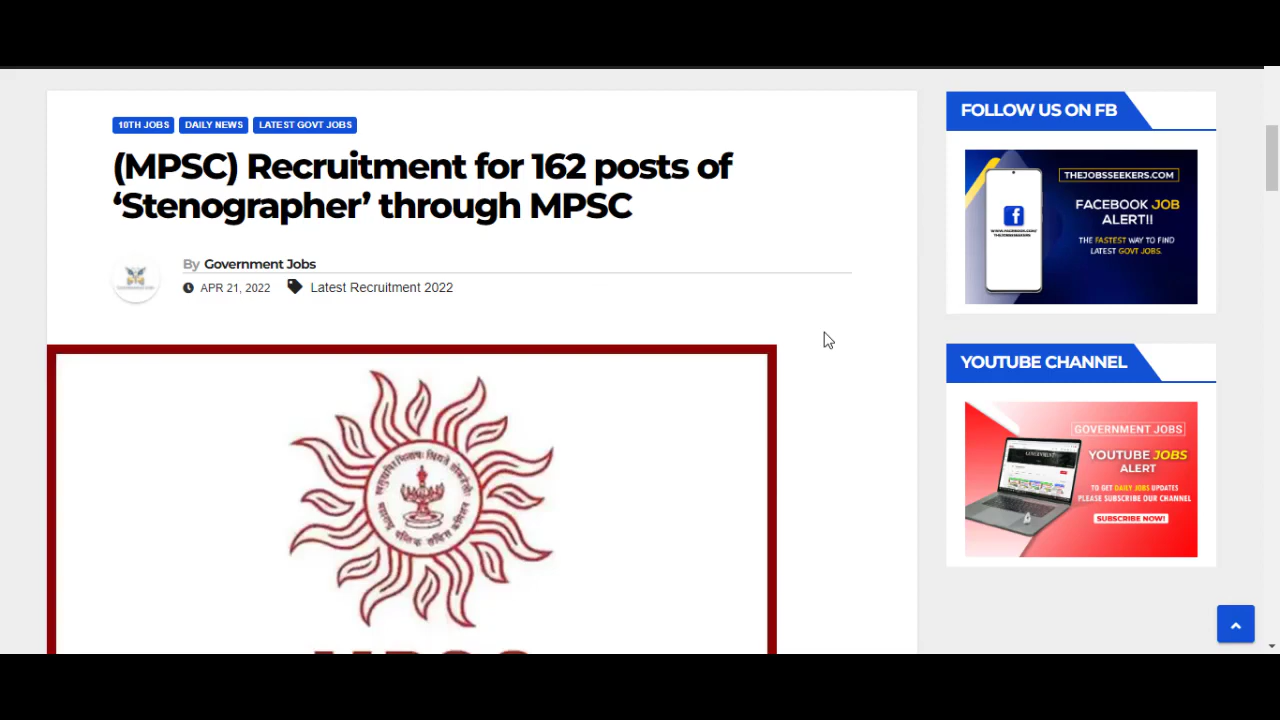 10TH JOBS DAILY NEWS LATEST GOVT JOBS
(MPSC) Recruitment for 162 posts of
‘Stenographer’ through MPSC
By Government Jobs
APR 21, 2022 Latest Recruitment 2022
FOLLOW US ON FB
THEJOBSSEEKERS.COM
FACEBOOK JOB
ALERT!!
THE FASTEST WAY TO FIND
LATEST GOVT JOBS.
YOUTUBE CHANNEL
GOVERNMENT JOBS
YOUTUBE JOBS
ALERT
TO GET DAILY JOBS UPDATES
PLEASE SUBSCRIBE OUR CHANNEL
SUBSCRIBE NOW!